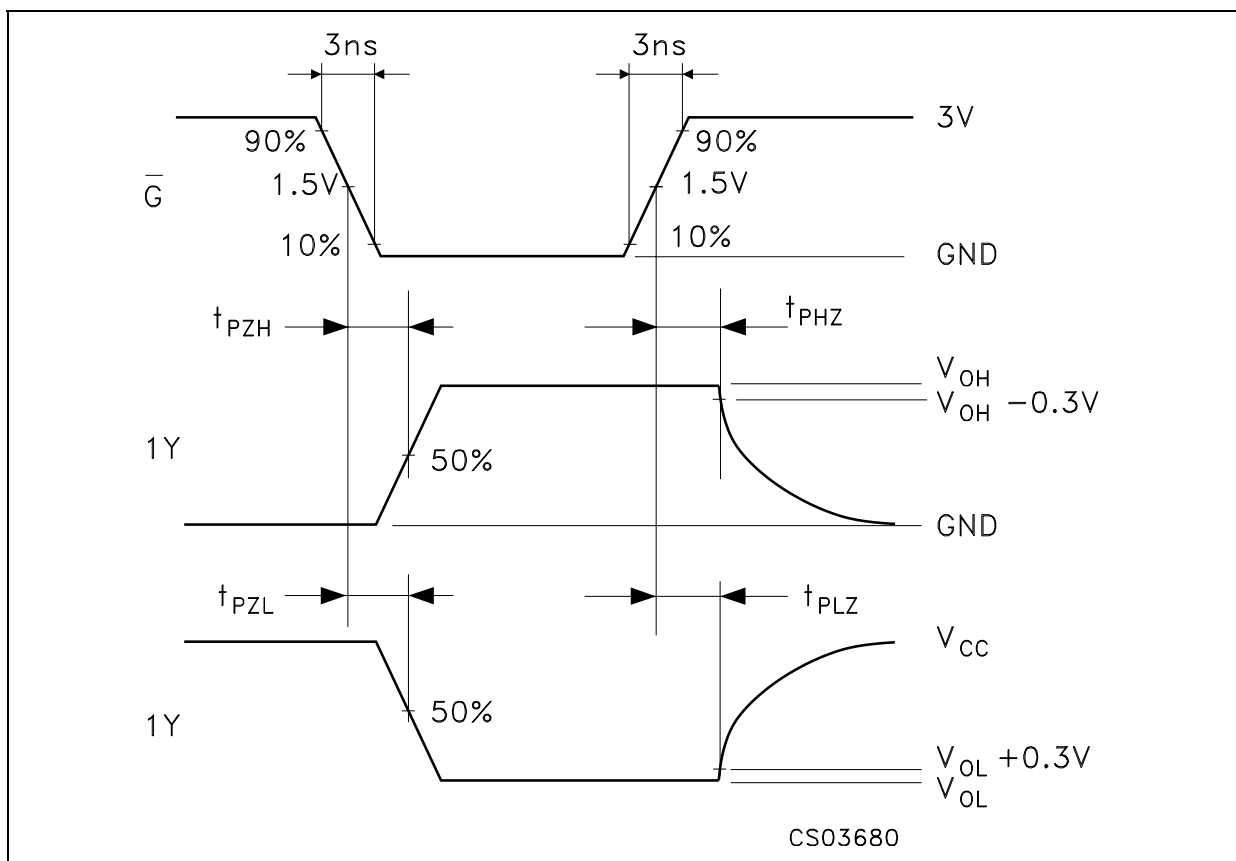 3ns 3ns
3V
90% 90%
G̅ 1.5V 1.5V
10% 10%
GND
tPZH tPHZ
VOH
VOH −0.3V
1Y 50%
GND
tPZL tPLZ
VCC
1Y 50%
VOL +0.3V
VOL
CS03680